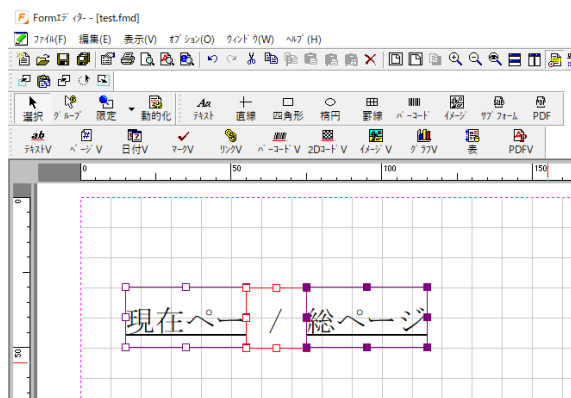 Formｴﾃﾞｨﾀ- - [test.fmd]
ﾌｧｲﾙ(F) 編集(E) 表示(V) ｵﾌﾟｼｮﾝ(O) ｳｨﾝﾄﾞｳ(W) ﾍﾙﾌﾟ(H)
選択 ｸﾞﾙｰﾌﾟ 限定 動的化 ﾃｷｽﾄ 直線 四角形 楕円 罫線 ﾊﾞｰｺｰﾄﾞ ｲﾒｰｼﾞ ｻﾌﾞﾌｫｰﾑ PDF
ﾃｷｽﾄV ﾍﾟｰｼﾞV 日付V ﾏｰｸV ﾘﾝｸV ﾊﾞｰｺｰﾄﾞV 2DｺｰﾄﾞV ｲﾒｰｼﾞV ｸﾞﾗﾌV 表 PDFV
0 50 100 150
0
現在ペー / 総ページ
50